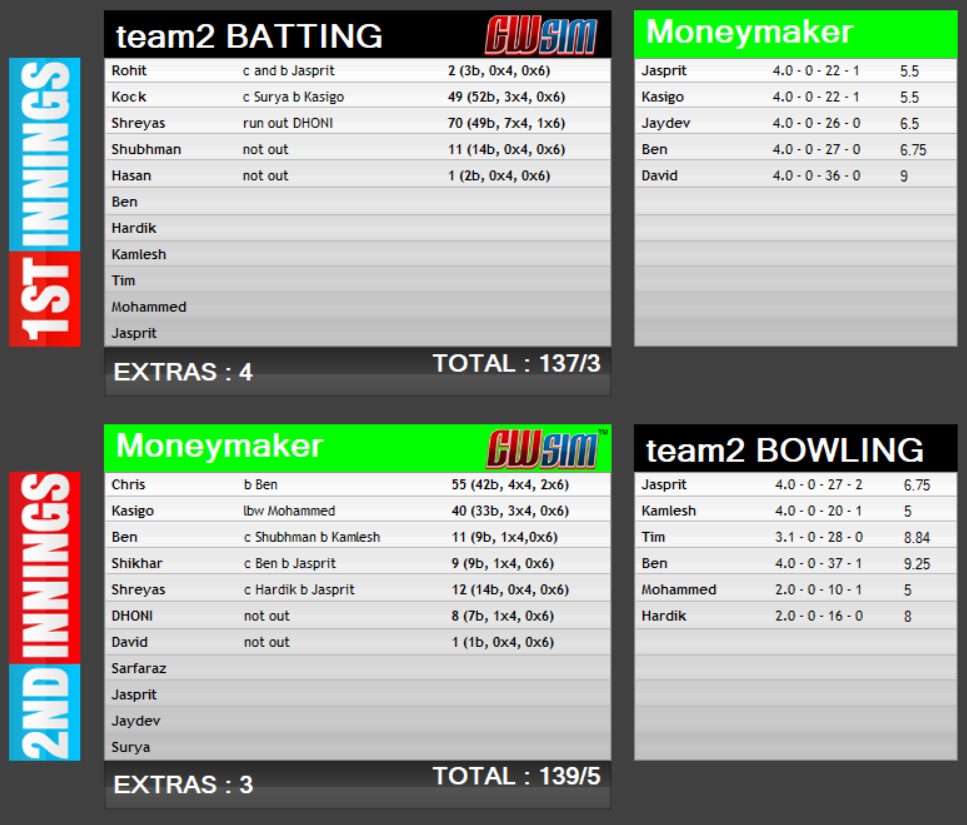 1ST INNINGS
team2 BATTING CWSIM
Rohit c and b Jasprit 2 (3b, 0x4, 0x6)
Kock c Surya b Kasigo 49 (52b, 3x4, 0x6)
Shreyas run out DHONI 70 (49b, 7x4, 1x6)
Shubhman not out 11 (14b, 0x4, 0x6)
Hasan not out 1 (2b, 0x4, 0x6)
Ben
Hardik
Kamlesh
Tim
Mohammed
Jasprit
EXTRAS : 4 TOTAL : 137/3
Moneymaker
Jasprit 4.0 - 0 - 22 - 1 5.5
Kasigo 4.0 - 0 - 22 - 1 5.5
Jaydev 4.0 - 0 - 26 - 0 6.5
Ben 4.0 - 0 - 27 - 0 6.75
David 4.0 - 0 - 36 - 0 9
2ND INNINGS
Moneymaker CWSIM™
Chris b Ben 55 (42b, 4x4, 2x6)
Kasigo lbw Mohammed 40 (33b, 3x4, 0x6)
Ben c Shubhman b Kamlesh 11 (9b, 1x4,0x6)
Shikhar c Ben b Jasprit 9 (9b, 1x4, 0x6)
Shreyas c Hardik b Jasprit 12 (14b, 0x4, 0x6)
DHONI not out 8 (7b, 1x4, 0x6)
David not out 1 (1b, 0x4, 0x6)
Sarfaraz
Jasprit
Jaydev
Surya
EXTRAS : 3 TOTAL : 139/5
team2 BOWLING
Jasprit 4.0 - 0 - 27 - 2 6.75
Kamlesh 4.0 - 0 - 20 - 1 5
Tim 3.1 - 0 - 28 - 0 8.84
Ben 4.0 - 0 - 37 - 1 9.25
Mohammed 2.0 - 0 - 10 - 1 5
Hardik 2.0 - 0 - 16 - 0 8